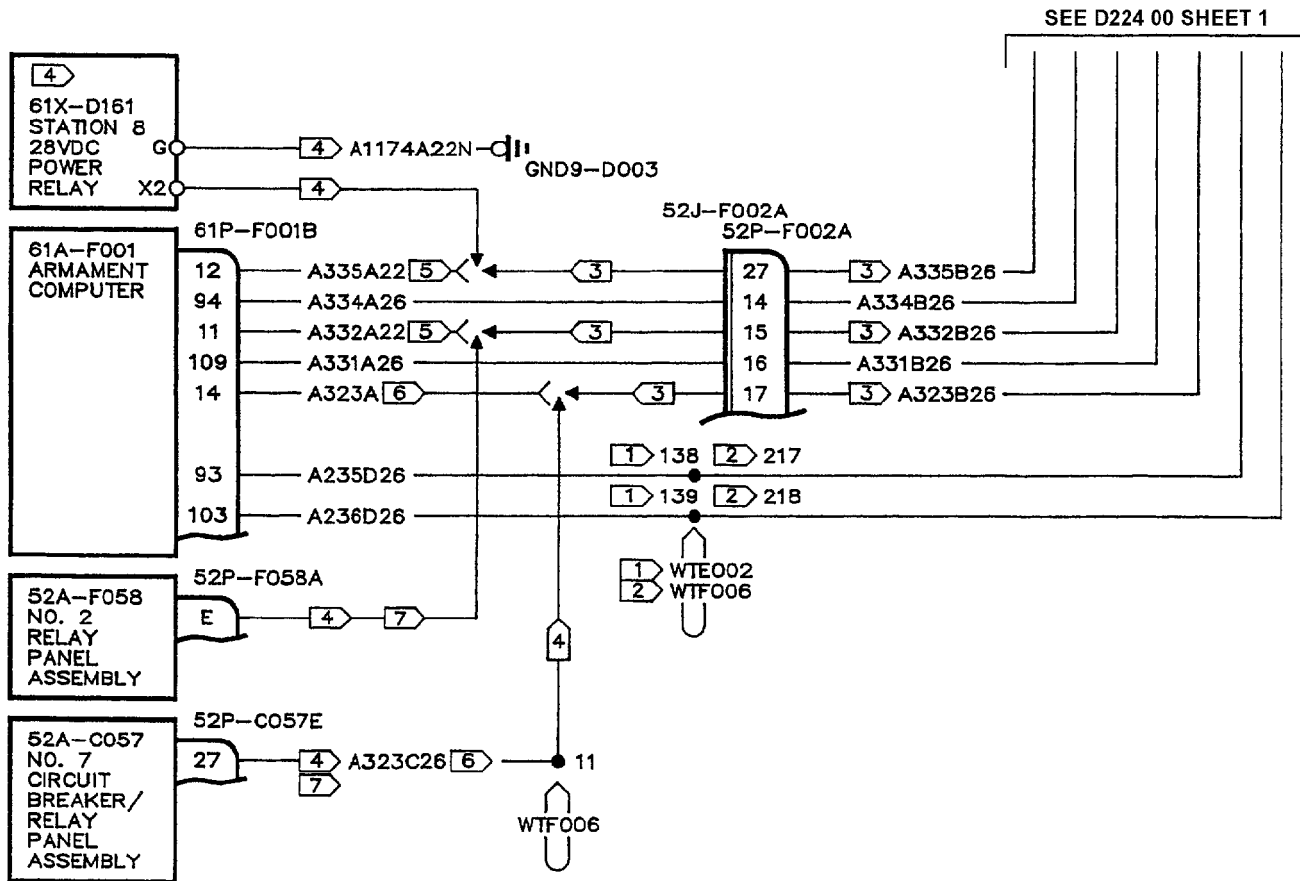 SEE D224 00 SHEET 1
4
61X-D161
STATION 8
28VDC
POWER
RELAY
G
4 A1174A22N
GND9-D003
X2
4
52J-F002A
52P-F002A
61P-F001B
61A-F001
ARMAMENT
COMPUTER
12 A335A22 5 3 27 3 A335B26
94 A334A26 14 A334B26
11 A332A22 5 3 15 3 A332B26
109 A331A26 16 A331B26
14 A323A 6 3 17 3 A323B26
1 138 2 217
93 A235D26
1 139 2 218
103 A236D26
1 WTE002
2 WTF006
52P-F058A
52A-F058
NO. 2
RELAY
PANEL
ASSEMBLY
E 4 7
4
52P-C057E
52A-C057
NO. 7
CIRCUIT
BREAKER/
RELAY
PANEL
ASSEMBLY
27 4 A323C26 6 11
7
WTF006